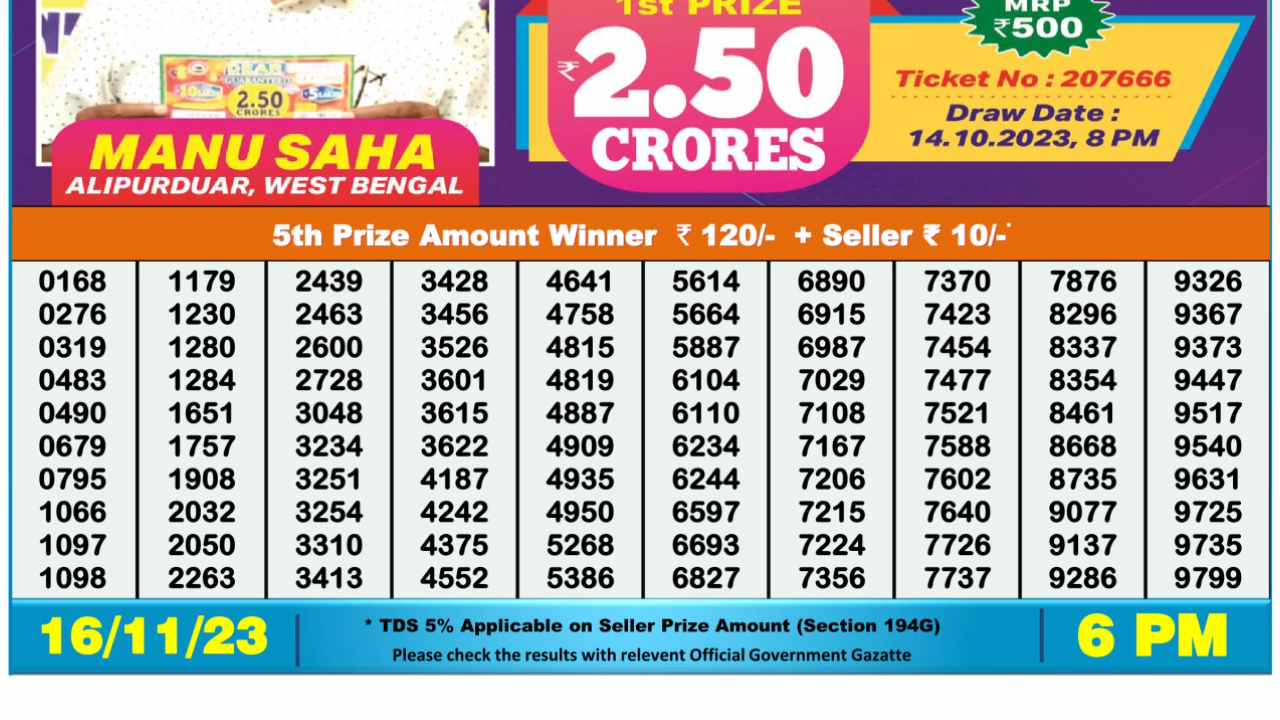 1st PRIZE
₹2.50
CRORES
MRP
₹500
Ticket No : 207666
Draw Date :
14.10.2023, 8 PM
DEAR
GUARANTEED
2.50
CRORES
MANU SAHA
ALIPURDUAR, WEST BENGAL
5th Prize Amount Winner ₹ 120/- + Seller ₹ 10/-*
0168 1179 2439 3428 4641 5614 6890 7370 7876 9326
0276 1230 2463 3456 4758 5664 6915 7423 8296 9367
0319 1280 2600 3526 4815 5887 6987 7454 8337 9373
0483 1284 2728 3601 4819 6104 7029 7477 8354 9447
0490 1651 3048 3615 4887 6110 7108 7521 8461 9517
0679 1757 3234 3622 4909 6234 7167 7588 8668 9540
0795 1908 3251 4187 4935 6244 7206 7602 8735 9631
1066 2032 3254 4242 4950 6597 7215 7640 9077 9725
1097 2050 3310 4375 5268 6693 7224 7726 9137 9735
1098 2263 3413 4552 5386 6827 7356 7737 9286 9799
16/11/23
* TDS 5% Applicable on Seller Prize Amount (Section 194G)
Please check the results with relevent Official Government Gazatte
6 PM